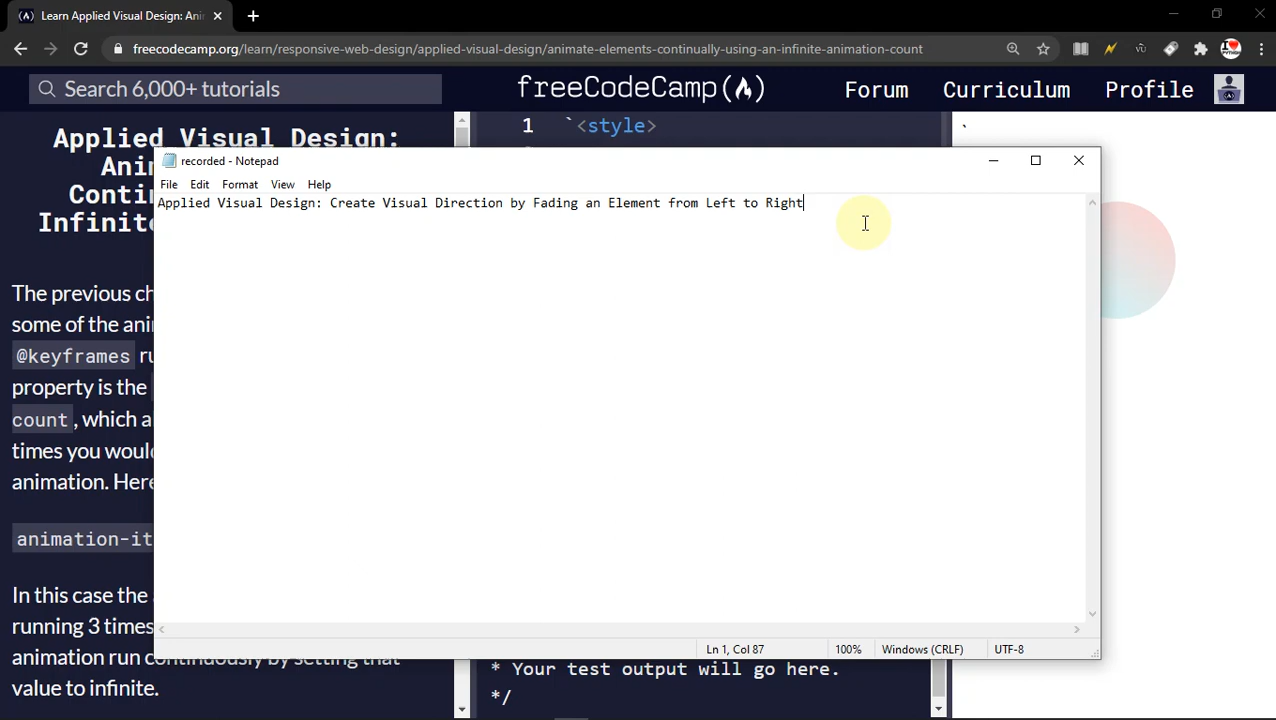 Learn Applied Visual Design: Ani
freecodecamp.org/learn/responsive-web-design/applied-visual-design/animate-elements-continually-using-an-infinite-animation-count
Search 6,000+ tutorials
freeCodeCamp(🔥)
Forum
Curriculum
Profile
Applied Visual Design:
Ani
Conti
Infinite
The previous ch
some of the ani
@keyframes ru
property is the
count, which a
times you would
animation. Here
animation-it
In this case the
running 3 times
animation run continuously by setting that
value to infinite.
1 `<style>
`
recorded - Notepad
File Edit Format View Help
Applied Visual Design: Create Visual Direction by Fading an Element from Left to Right
Ln 1, Col 87
100%
Windows (CRLF)
UTF-8
* Your test output will go here.
*/